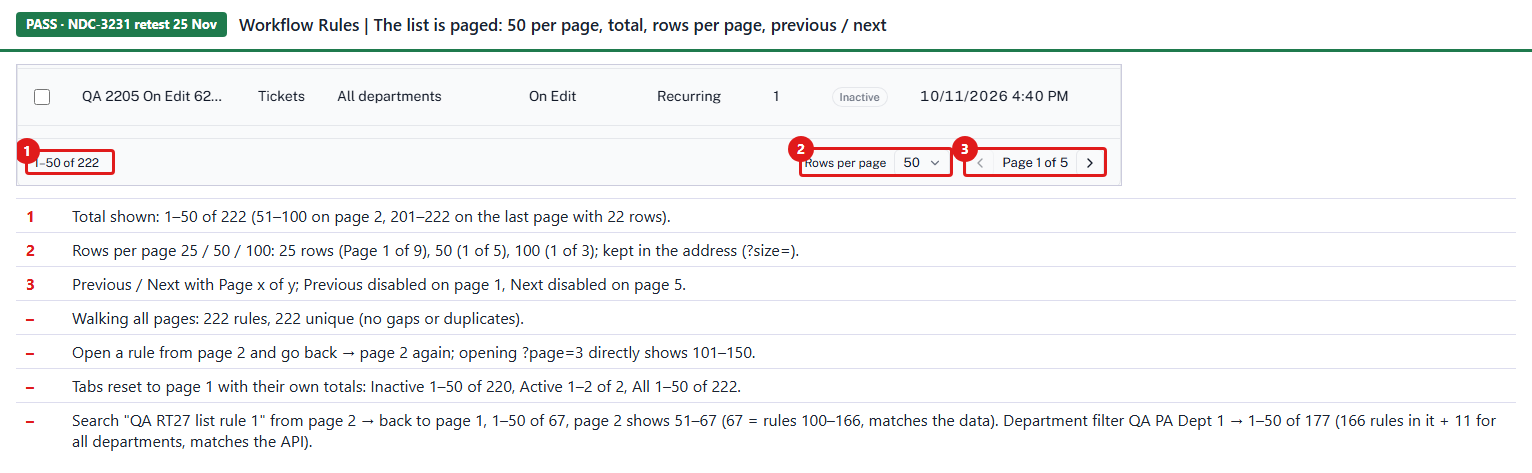 PASS · NDC-3231 retest 25 Nov
Workflow Rules | The list is paged: 50 per page, total, rows per page, previous / next
QA 2205 On Edit 62... Tickets All departments On Edit Recurring 1 Inactive 10/11/2026 4:40 PM
1 2 3
1–50 of 222 Rows per page 50 Page 1 of 5
1 Total shown: 1–50 of 222 (51–100 on page 2, 201–222 on the last page with 22 rows).
2 Rows per page 25 / 50 / 100: 25 rows (Page 1 of 9), 50 (1 of 5), 100 (1 of 3); kept in the address (?size=).
3 Previous / Next with Page x of y; Previous disabled on page 1, Next disabled on page 5.
– Walking all pages: 222 rules, 222 unique (no gaps or duplicates).
– Open a rule from page 2 and go back → page 2 again; opening ?page=3 directly shows 101–150.
– Tabs reset to page 1 with their own totals: Inactive 1–50 of 220, Active 1–2 of 2, All 1–50 of 222.
– Search "QA RT27 list rule 1" from page 2 → back to page 1, 1–50 of 67, page 2 shows 51–67 (67 = rules 100–166, matches the data). Department filter QA PA Dept 1 → 1–50 of 177 (166 rules in it + 11 for
all departments, matches the API).